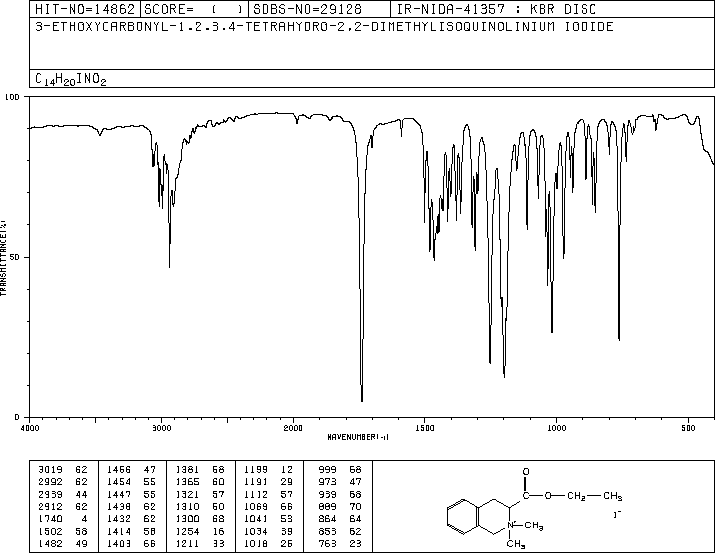 HIT-NO=14862 SCORE= ( ) SDBS-NO=29128 IR-NIDA-41357 : KBR DISC
3-ETHOXYCARBONYL-1,2,3,4-TETRAHYDRO-2,2-DIMETHYLISOQUINOLINIUM IODIDE
C14H20INO2
100
50
0
TRANSMITTANCE(%)
4000 3000 2000 1500 1000 500
WAVENUMBER(-1)
3019 62 1466 47 1381 68 1199 12 999 68
2992 62 1454 55 1365 60 1191 29 973 47
2939 44 1447 55 1321 57 1112 57 939 68
2912 62 1438 62 1310 50 1069 66 889 70
1740 4 1432 62 1300 68 1041 53 864 64
1502 58 1414 58 1254 16 1034 39 853 62
1482 49 1403 66 1211 33 1018 26 763 23
O
C—O—CH2—CH3
N+ CH3
CH3
I-